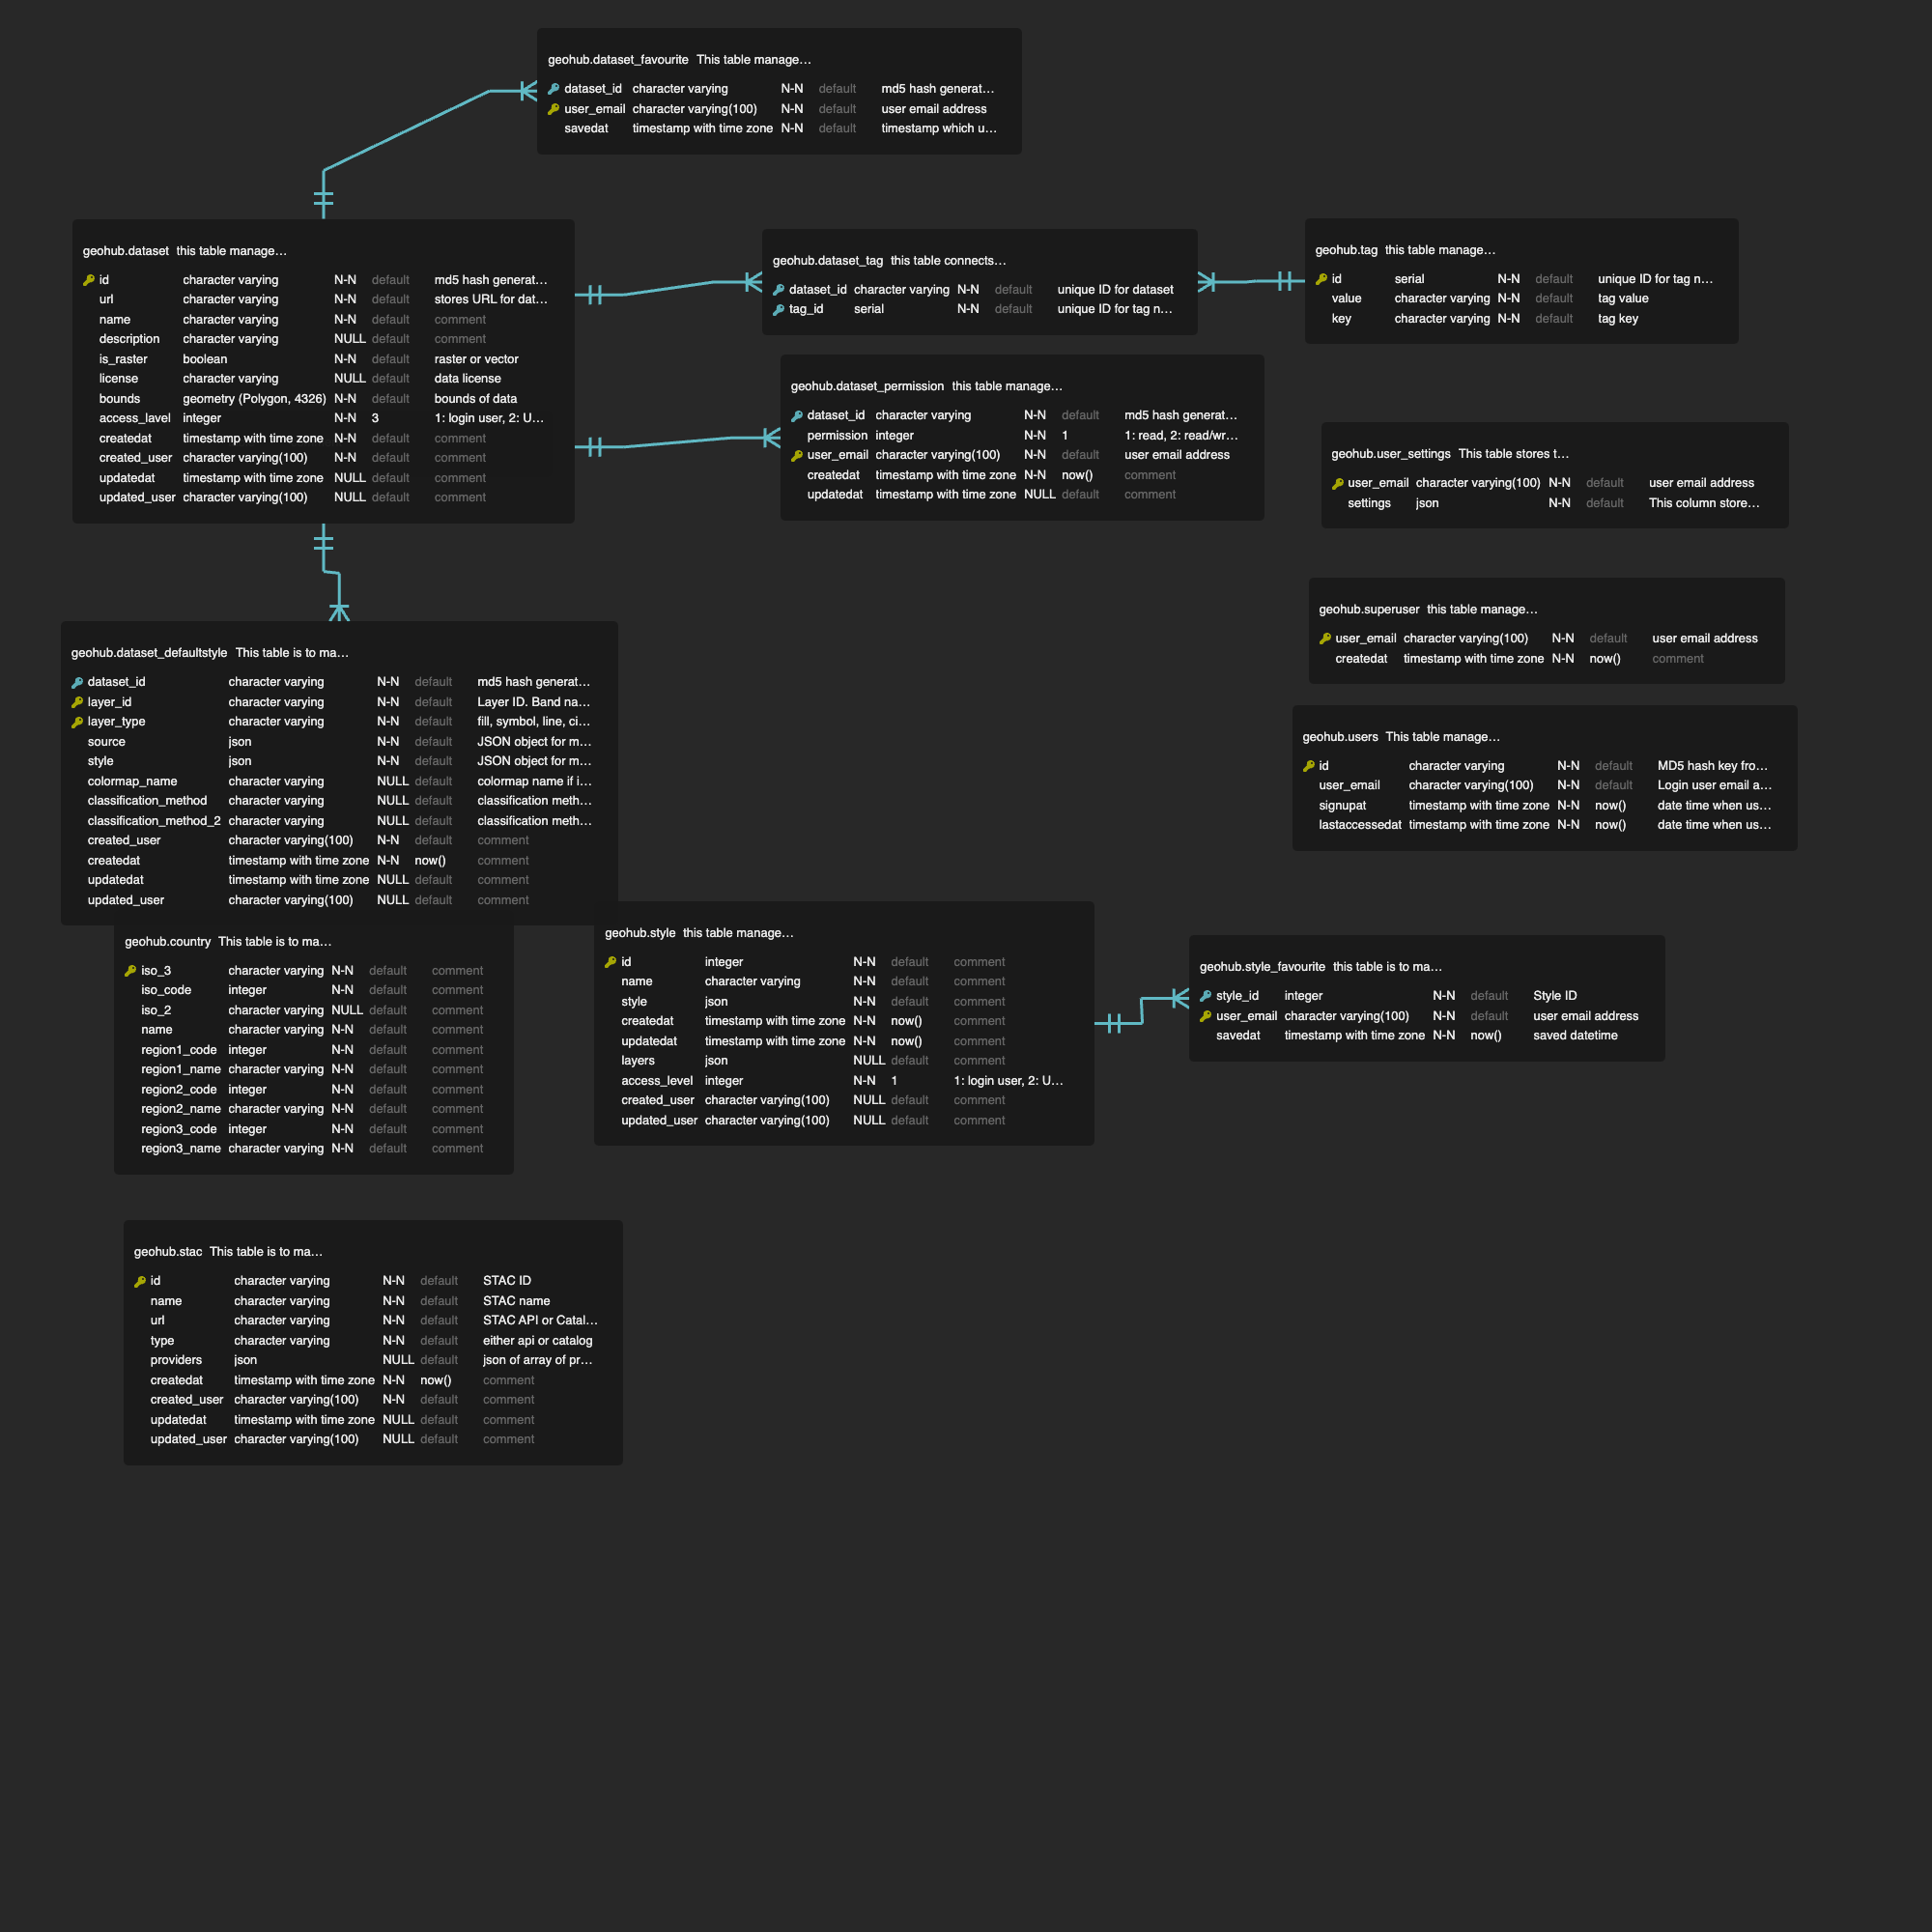 geohub.dataset_favourite This table manage...
dataset_id character varying N-N default md5 hash generat...
user_email character varying(100) N-N default user email address
savedat timestamp with time zone N-N default timestamp which u...
geohub.dataset this table manage...
id character varying N-N default md5 hash generat...
url character varying N-N default stores URL for dat...
name character varying N-N default comment
description character varying NULL default comment
is_raster boolean N-N default raster or vector
license character varying NULL default data license
bounds geometry (Polygon, 4326) N-N default bounds of data
access_lavel integer N-N 3 1: login user, 2: U...
createdat timestamp with time zone N-N default comment
created_user character varying(100) N-N default comment
updatedat timestamp with time zone NULL default comment
updated_user character varying(100) NULL default comment
geohub.dataset_tag this table connects...
dataset_id character varying N-N default unique ID for dataset
tag_id serial N-N default unique ID for tag n...
geohub.tag this table manage...
id serial N-N default unique ID for tag n...
value character varying N-N default tag value
key character varying N-N default tag key
geohub.dataset_permission this table manage...
dataset_id character varying N-N default md5 hash generat...
permission integer N-N 1 1: read, 2: read/wr...
user_email character varying(100) N-N default user email address
createdat timestamp with time zone N-N now() comment
updatedat timestamp with time zone NULL default comment
geohub.user_settings This table stores t...
user_email character varying(100) N-N default user email address
settings json N-N default This column store...
geohub.superuser this table manage...
user_email character varying(100) N-N default user email address
createdat timestamp with time zone N-N now() comment
geohub.dataset_defaultstyle This table is to ma...
dataset_id character varying N-N default md5 hash generat...
layer_id character varying N-N default Layer ID. Band na...
layer_type character varying N-N default fill, symbol, line, ci...
source json N-N default JSON object for m...
style json N-N default JSON object for m...
colormap_name character varying NULL default colormap name if i...
classification_method character varying NULL default classification meth...
classification_method_2 character varying NULL default classification meth...
created_user character varying(100) N-N default comment
createdat timestamp with time zone N-N now() comment
updatedat timestamp with time zone NULL default comment
updated_user character varying(100) NULL default comment
geohub.users This table manage...
id character varying N-N default MD5 hash key fro...
user_email character varying(100) N-N default Login user email a...
signupat timestamp with time zone N-N now() date time when us...
lastaccessedat timestamp with time zone N-N now() date time when us...
geohub.country This table is to ma...
iso_3 character varying N-N default comment
iso_code integer N-N default comment
iso_2 character varying NULL default comment
name character varying N-N default comment
region1_code integer N-N default comment
region1_name character varying N-N default comment
region2_code integer N-N default comment
region2_name character varying N-N default comment
region3_code integer N-N default comment
region3_name character varying N-N default comment
geohub.style this table manage...
id integer N-N default comment
name character varying N-N default comment
style json N-N default comment
createdat timestamp with time zone N-N now() comment
updatedat timestamp with time zone N-N now() comment
layers json NULL default comment
access_level integer N-N 1 1: login user, 2: U...
created_user character varying(100) NULL default comment
updated_user character varying(100) NULL default comment
geohub.style_favourite this table is to ma...
style_id integer N-N default Style ID
user_email character varying(100) N-N default user email address
savedat timestamp with time zone N-N now() saved datetime
geohub.stac This table is to ma...
id character varying N-N default STAC ID
name character varying N-N default STAC name
url character varying N-N default STAC API or Catal...
type character varying N-N default either api or catalog
providers json NULL default json of array of pr...
createdat timestamp with time zone N-N now() comment
created_user character varying(100) N-N default comment
updatedat timestamp with time zone NULL default comment
updated_user character varying(100) NULL default comment